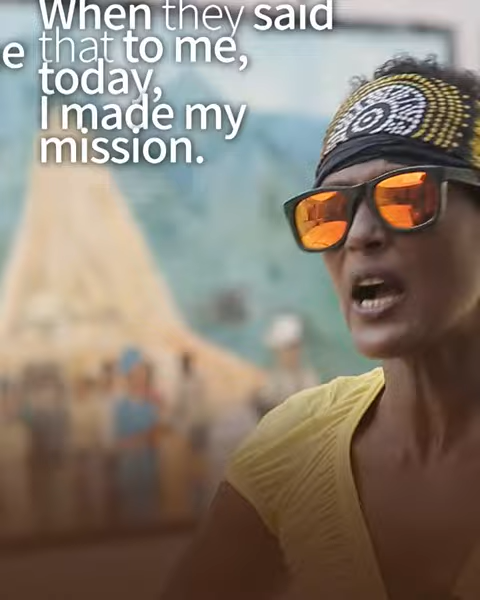 When they said
e that to me,
today,
I made my
mission.